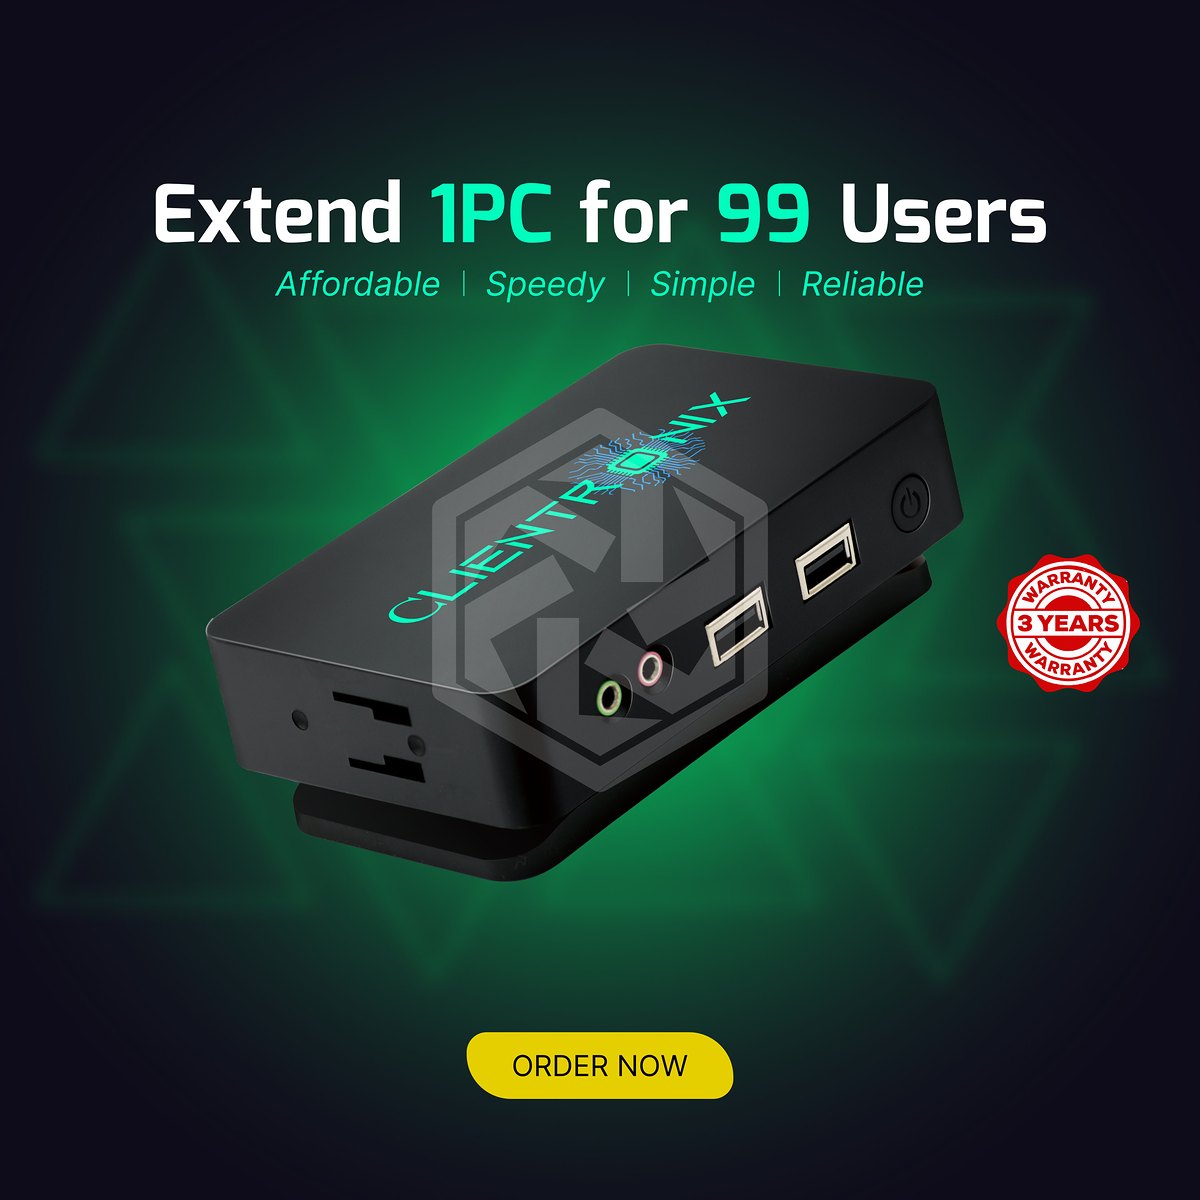 Extend 1PC for 99 Users
Affordable | Speedy | Simple | Reliable
CLIENTRONIX
WARRANTY
3 YEARS
WARRANTY
ORDER NOW